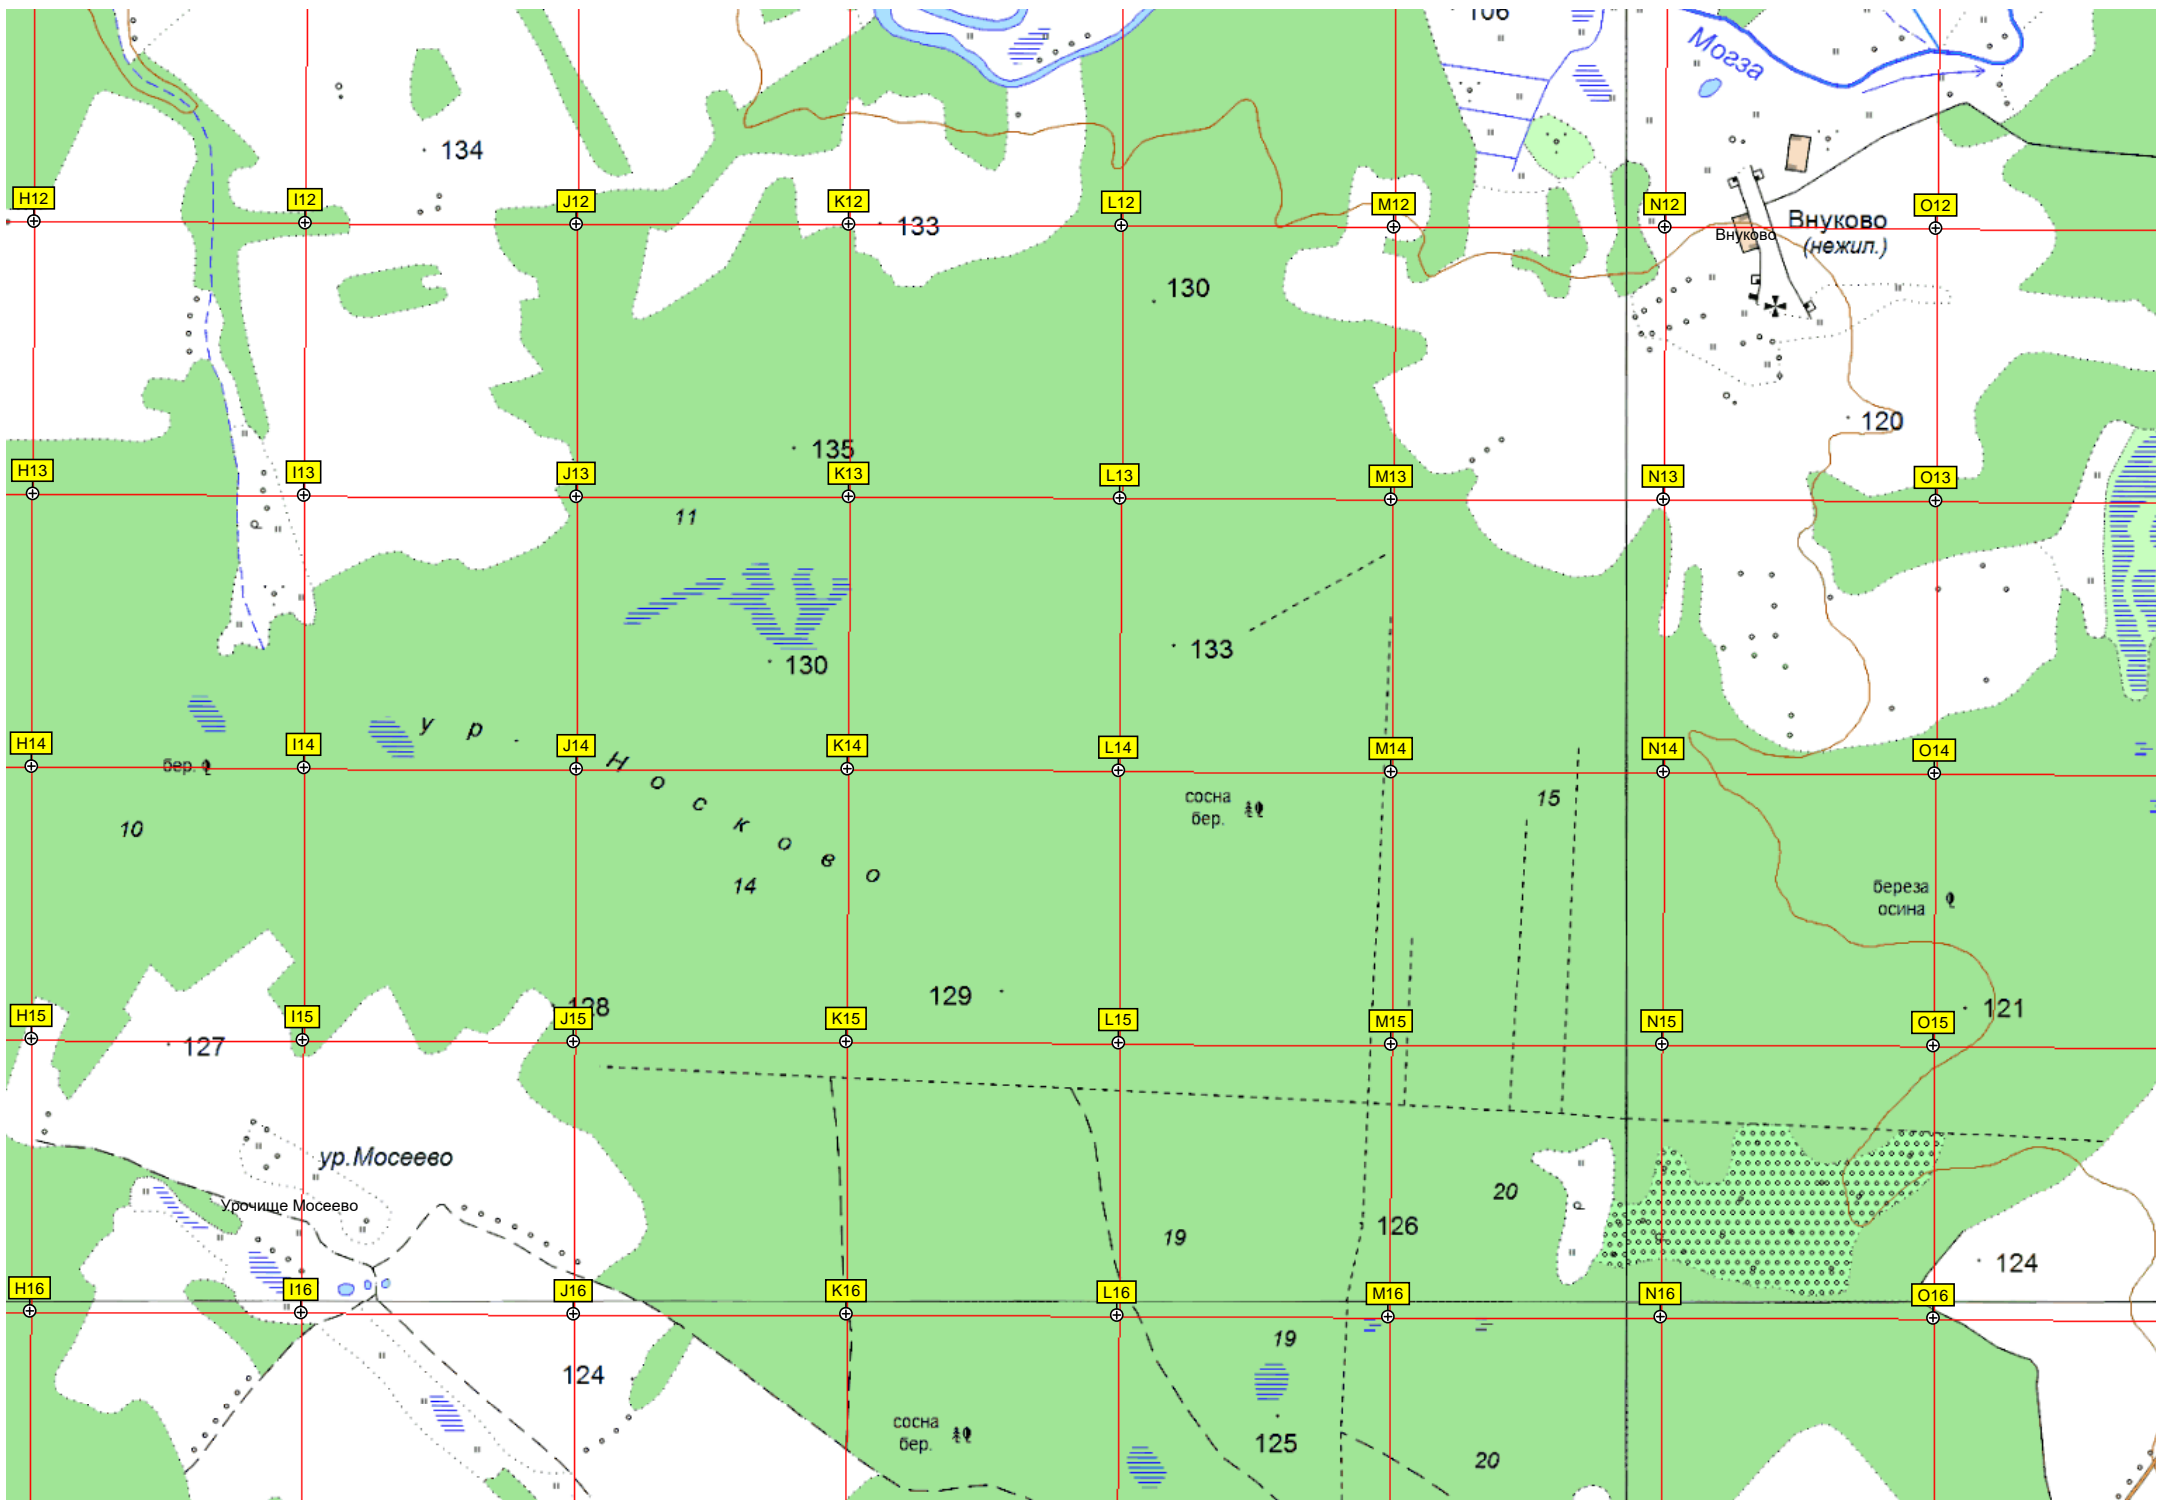 106
Могза
134
H12
I12
J12
K12
L12
M12
N12
O12
133
Внуково
Внуково
(нежил.)
130
120
135
H13
I13
J13
K13
L13
M13
N13
O13
11
133
130
ур. Носково
H14
I14
J14
K14
L14
M14
N14
O14
бер.
10
сосна
бер.
15
14
береза
осина
129
128
121
H15
I15
J15
K15
L15
M15
N15
O15
127
ур.Мосеево
Урочище Мосеево
20
р
19
126
124
H16
I16
J16
K16
L16
M16
N16
O16
19
124
сосна
бер.
125
20